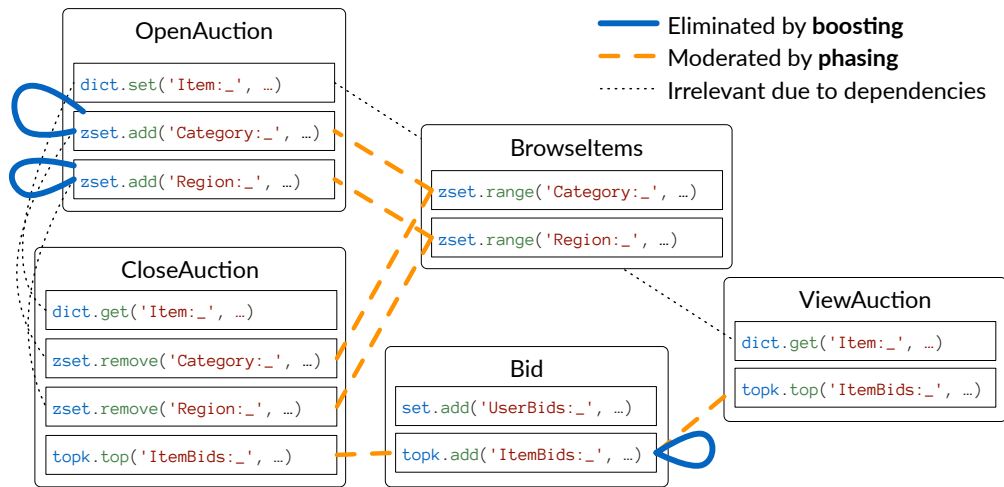 OpenAuction
dict.set('Item:_', …)
zset.add('Category:_', …)
zset.add('Region:_', …)
Eliminated by boosting
Moderated by phasing
Irrelevant due to dependencies
BrowseItems
zset.range('Category:_', …)
zset.range('Region:_', …)
CloseAuction
dict.get('Item:_', …)
zset.remove('Category:_', …)
zset.remove('Region:_', …)
topk.top('ItemBids:_', …)
Bid
set.add('UserBids:_', …)
topk.add('ItemBids:_', …)
ViewAuction
dict.get('Item:_', …)
topk.top('ItemBids:_', …)